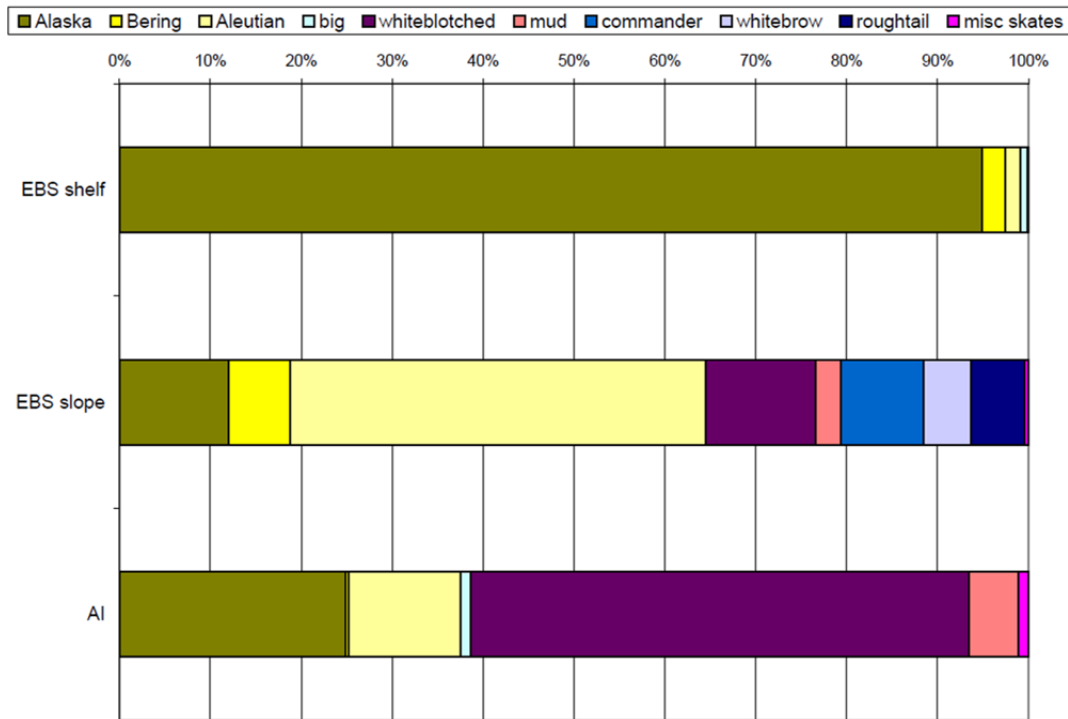 Alaska Bering Aleutian big whiteblotched mud commander whitebrow roughtail misc skates
0% 10% 20% 30% 40% 50% 60% 70% 80% 90% 100%
EBS shelf
EBS slope
AI